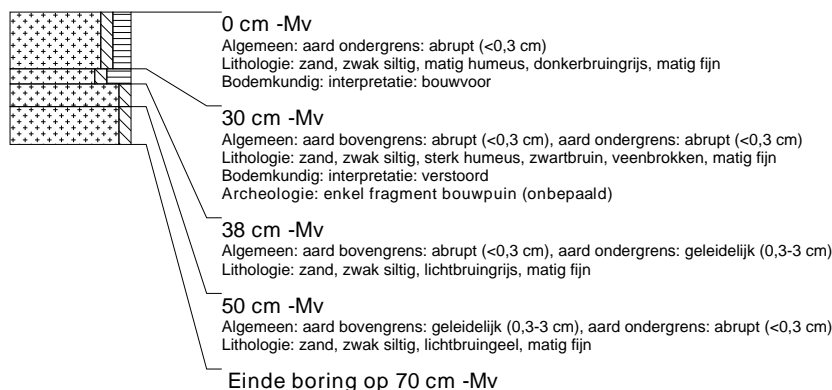 0 cm -Mv
Algemeen: aard ondergrens: abrupt (<0,3 cm)
Lithologie: zand, zwak siltig, matig humeus, donkerbruingrijs, matig fijn
Bodemkundig: interpretatie: bouwvoor
30 cm -Mv
Algemeen: aard bovengrens: abrupt (<0,3 cm), aard ondergrens: abrupt (<0,3 cm)
Lithologie: zand, zwak siltig, sterk humeus, zwartbruin, veenbrokken, matig fijn
Bodemkundig: interpretatie: verstoord
Archeologie: enkel fragment bouwpuin (onbepaald)
38 cm -Mv
Algemeen: aard bovengrens: abrupt (<0,3 cm), aard ondergrens: geleidelijk (0,3-3 cm)
Lithologie: zand, zwak siltig, lichtbruingrijs, matig fijn
50 cm -Mv
Algemeen: aard bovengrens: geleidelijk (0,3-3 cm), aard ondergrens: abrupt (<0,3 cm)
Lithologie: zand, zwak siltig, lichtbruingeel, matig fijn
Einde boring op 70 cm -Mv